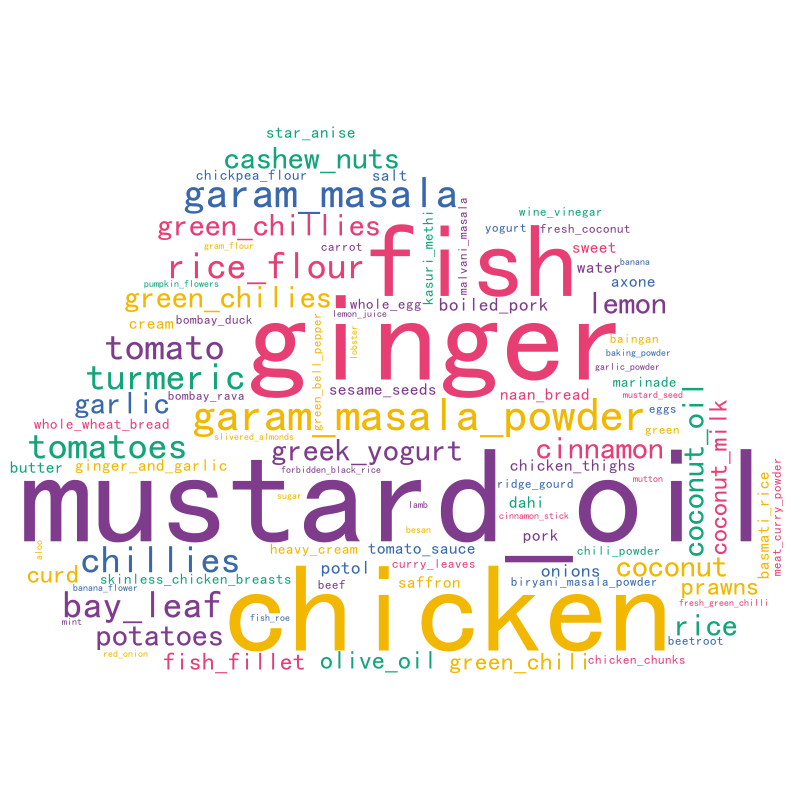 star_anise
cashew_nuts
chickpea_flour
salt
garam_masala
green_chillies
fish
kasuri_methi
malvani_masala
wine_vinegar
yogurt
fresh_coconut
gram_flour
carrot
sweet
rice_flour
water
banana
pumpkin_flowers
axone
green_chilies
whole_egg
boiled_pork
lemon
cream
bombay_duck
lemon_juice
ginger
green_bell_pepper
lobster
baingan
tomato
baking_powder
garlic_powder
turmeric
marinade
bombay_rava
sesame_seeds
naan_bread
mustard_seed
garlic
garam_masala_powder
eggs
coconut_oil
coconut_milk
whole_wheat_bread
slivered_almonds
green
tomatoes
greek_yogurt
cinnamon
butter
ginger_and_garlic
forbidden_black_rice
chicken_thighs
mustard_oil
ridge_gourd
mutton
basmati_rice
meat_curry_powder
sugar
lamb
dahi
cinnamon_stick
besan
pork
chili_powder
chillies
heavy_cream
tomato_sauce
curry_leaves
curd
skinless_chicken_breasts
potol
onions
coconut
banana_flower
beef
saffron
biryani_masala_powder
prawns
bay_leaf
chicken
fresh_green_chilli
mint
fish_roe
potatoes
rice
beetroot
red_onion
fish_fillet
olive_oil
green_chili
chicken_chunks